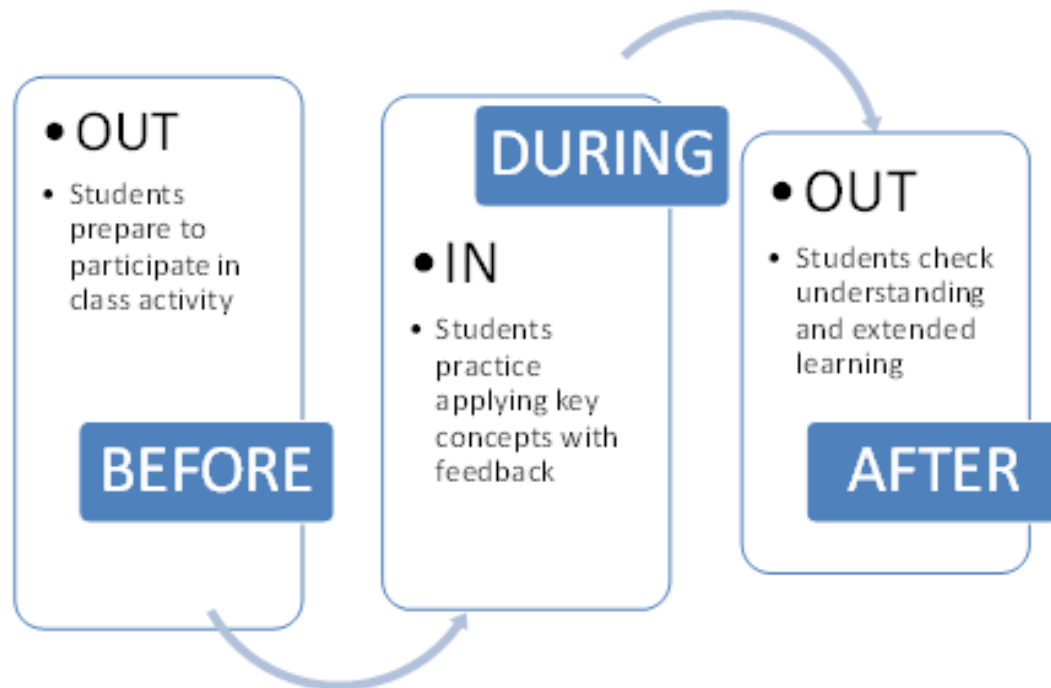 • OUT
• Students
prepare to
participate in
class activity
BEFORE
DURING
• IN
• Students
practice
applying key
concepts with
feedback
• OUT
• Students check
understanding
and extended
learning
AFTER